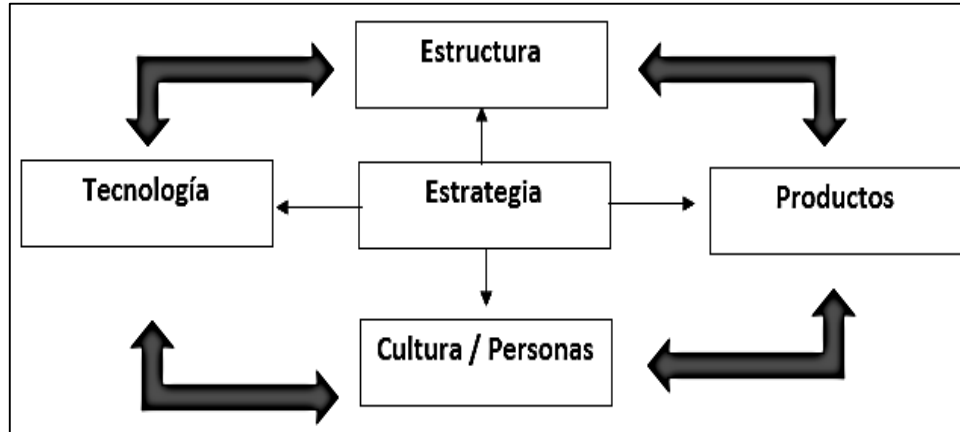 Estructura
Tecnología
Estrategia
Productos
Cultura / Personas